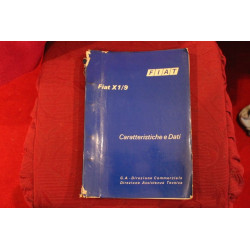 FIAT
Fiat X1/9
Caratteristiche e Dati
G.A - Direzione Commerciale
Direzione Assistenza Tecnica